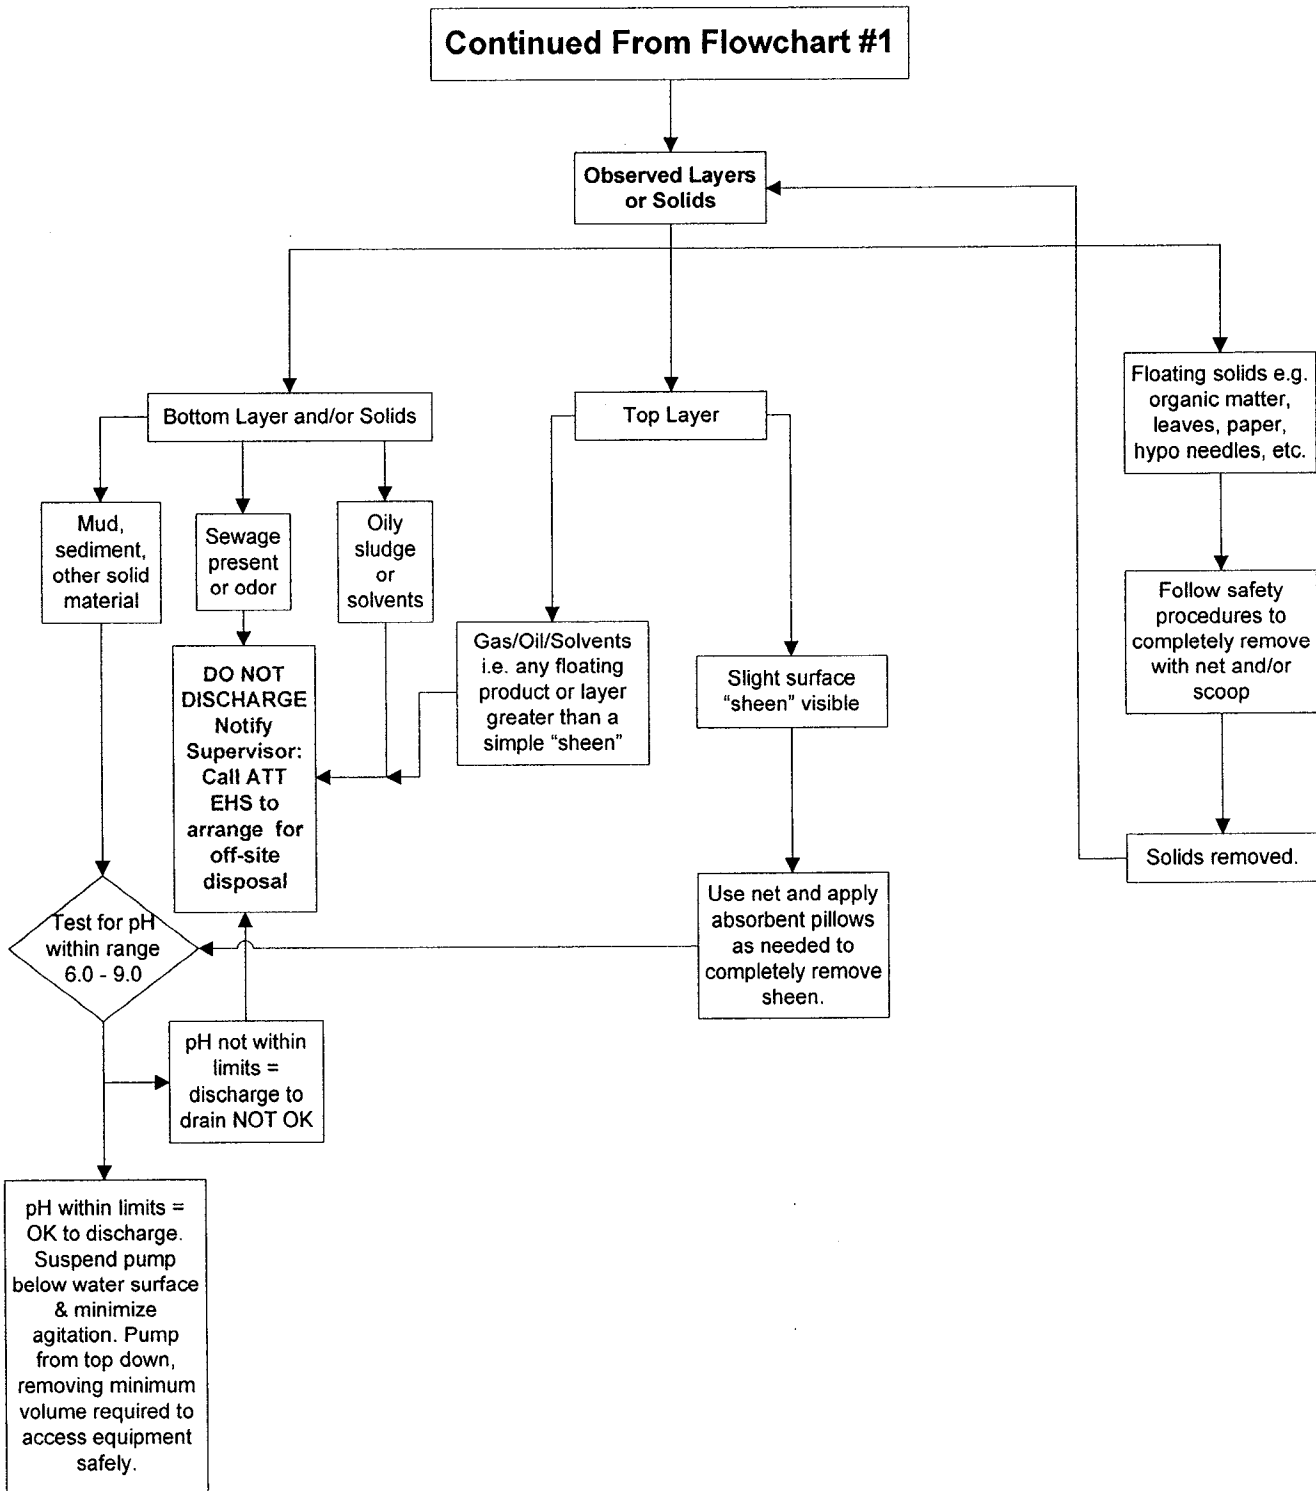 Continued From Flowchart #1
Observed Layers
or Solids
Bottom Layer and/or Solids
Top Layer
Floating solids e.g.
organic matter,
leaves, paper,
hypo needles, etc.
Mud,
sediment,
other solid
material
Sewage
present
or odor
Oily
sludge
or
solvents
Gas/Oil/Solvents
i.e. any floating
product or layer
greater than a
simple “sheen”
Slight surface
“sheen” visible
Follow safety
procedures to
completely remove
with net and/or
scoop
DO NOT
DISCHARGE
Notify
Supervisor:
Call ATT
EHS to
arrange for
off-site
disposal
Solids removed.
Test for pH
within range
6.0 - 9.0
Use net and apply
absorbent pillows
as needed to
completely remove
sheen.
pH not within
limits =
discharge to
drain NOT OK
pH within limits =
OK to discharge.
Suspend pump
below water surface
& minimize
agitation. Pump
from top down,
removing minimum
volume required to
access equipment
safely.